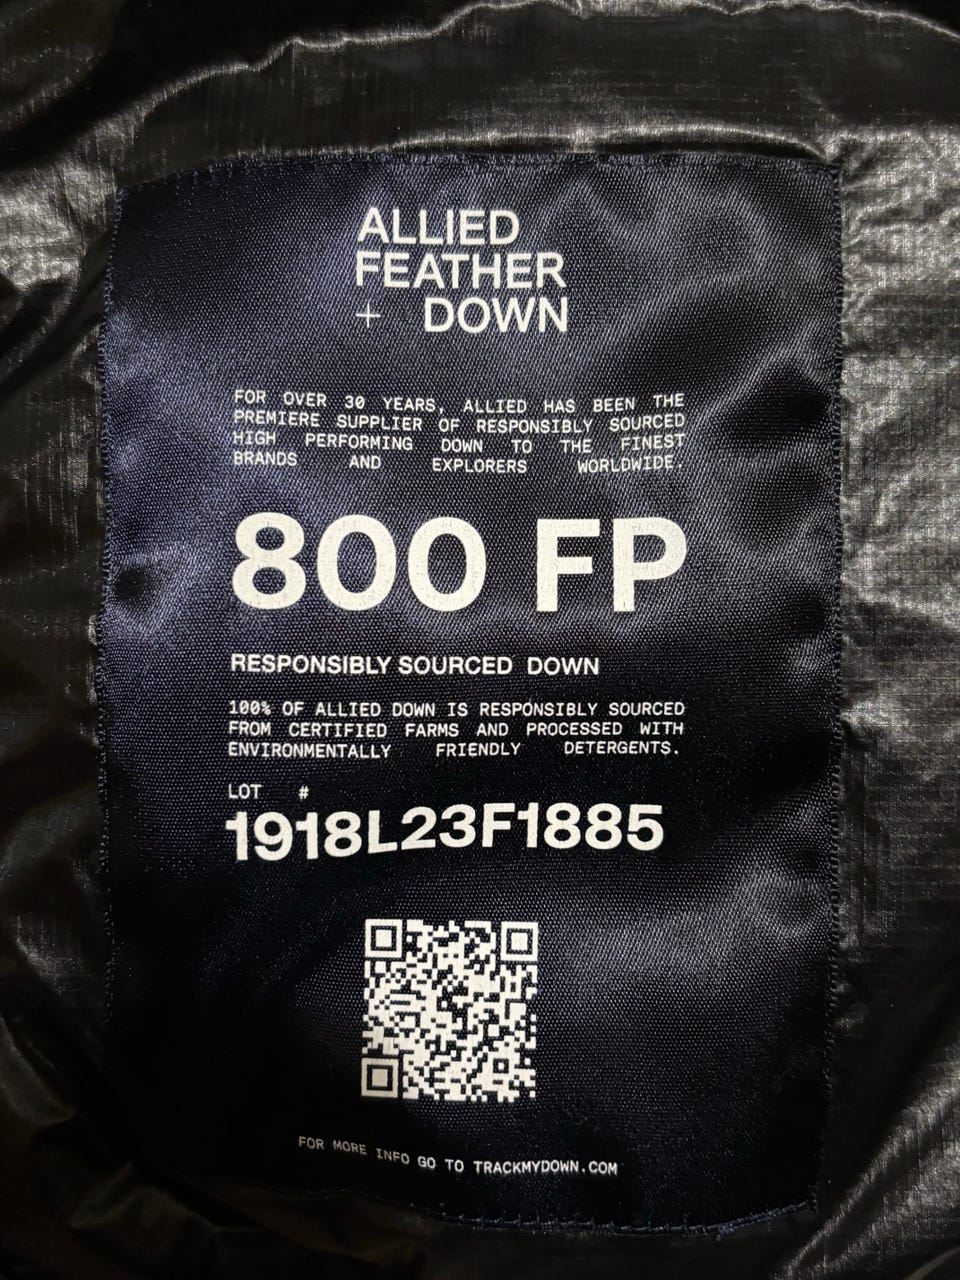 ALLIED
FEATHER
+ DOWN
FOR OVER 30 YEARS, ALLIED HAS BEEN THE
PREMIERE SUPPLIER OF RESPONSIBLY SOURCED
HIGH PERFORMING DOWN TO THE FINEST
BRANDS AND EXPLORERS WORLDWIDE.
800 FP
RESPONSIBLY SOURCED DOWN
100% OF ALLIED DOWN IS RESPONSIBLY SOURCED
FROM CERTIFIED FARMS AND PROCESSED WITH
ENVIRONMENTALLY FRIENDLY DETERGENTS.
LOT #
1918L23F1885
FOR MORE INFO GO TO TRACKMYDOWN.COM